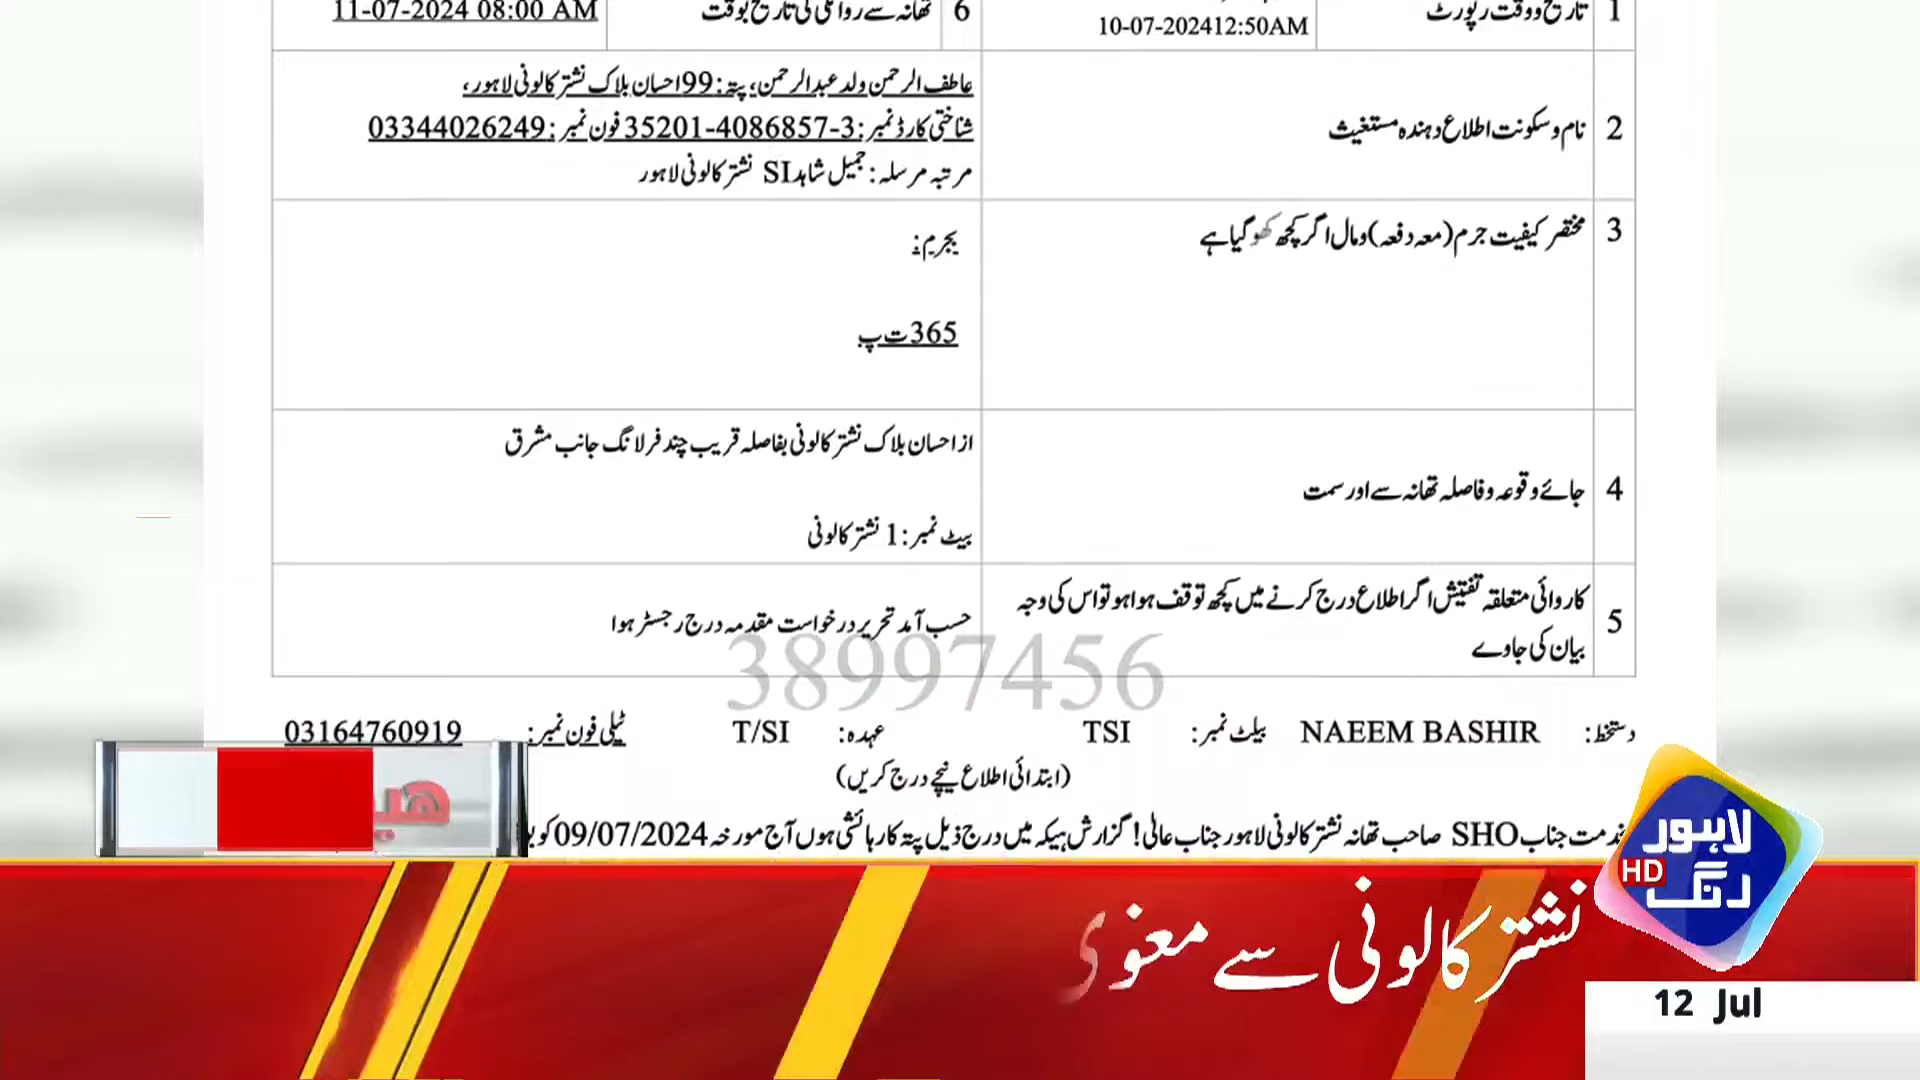 1 تاریخ و وقت رپورٹ 10-07-202412:50AM 6 تھانہ سے روانگی کی تاریخ بوقت 11-07-2024 08:00 AM
2 نام و سکونت اطلاع دہندہ مستغیث
عاطف الرحمن ولد عبدالرحمن، پتہ: 99احسان بلاک نشتر کالونی لاہور،
شناختی کارڈ نمبر: 35201-4086857-3 فون نمبر: 03344026249
مرتبہ مرسلہ: جمیل شاہد SI نشتر کالونی لاہور
3 مختصر کیفیت جرم (معہ دفعہ) ومال اگر کچھ کھو گیا ہے
بجرم:
365ت پ
4 جائے وقوعہ و فاصلہ تھانہ سے اور سمت
از احسان بلاک نشتر کالونی بفاصلہ قریب چند فرلانگ جانب مشرق
بیٹ نمبر: 1 نشتر کالونی
5 کاروائی متعلقہ تفتیش اگر اطلاع درج کرنے میں کچھ توقف ہوا ہو تو اس کی وجہ
بیان کی جاوے
حسب آمد تحریر درخواست مقدمہ درج رجسٹر ہوا
38997456
دستخط: NAEEM BASHIR بیلٹ نمبر: TSI عہدہ: T/SI ٹیلی فون نمبر: 03164760919
(ابتدائی اطلاع نیچے درج کریں)
جناب SHO صاحب تھانہ نشتر کالونی لاہور جناب عالی! گزارش ہیکہ میں درج ذیل پتہ کا رہائشی ہوں آج مورخہ 09/07/2024 کو
نشتر کالونی سے معنوی
لاہور
رنگ
HD
12 Jul